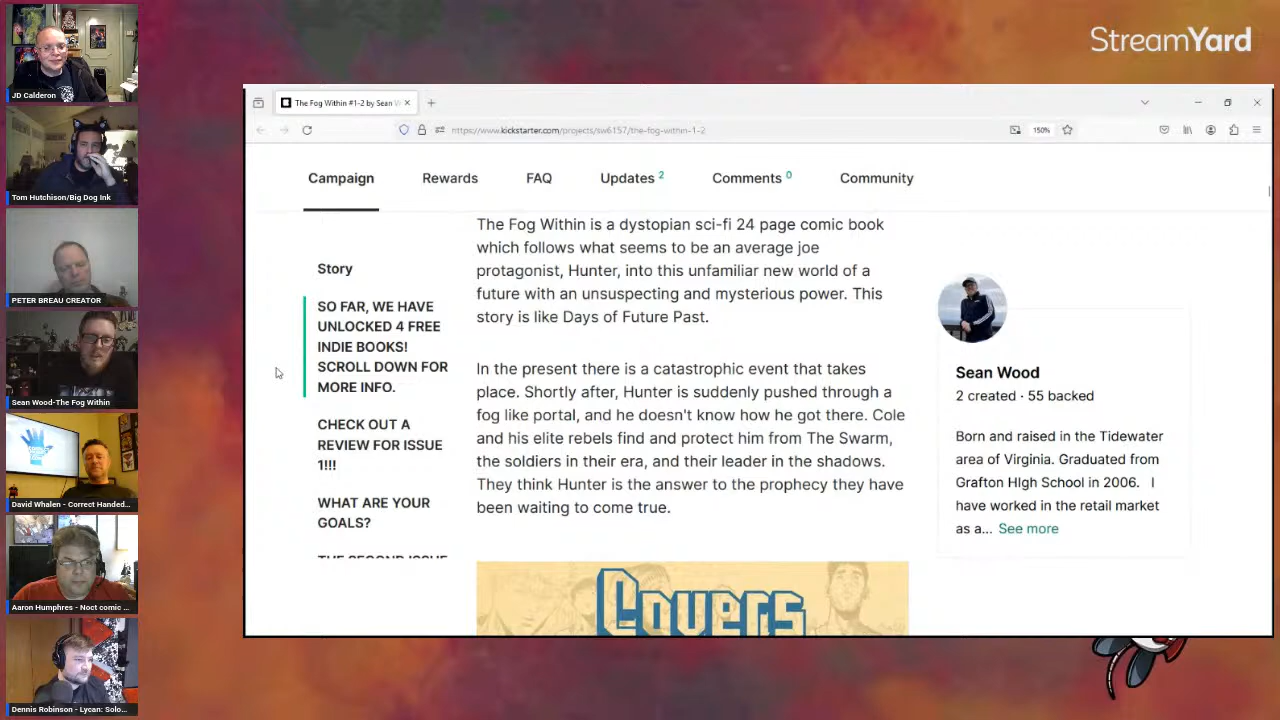 StreamYard
JD Calderon
Tom Hutchison/Big Dog Ink
PETER BREAU CREATOR
Sean Wood-The Fog Within
David Whalen - Correct Handed...
Aaron Humphres - Noct comic ...
Dennis Robinson - Lycan: Solo...
The Fog Within #1-2 by Sean W
https://www.kickstarter.com/projects/sw6157/the-fog-within-1-2
150%
Campaign
Rewards
FAQ
Updates 2
Comments 0
Community
Story
SO FAR, WE HAVE
UNLOCKED 4 FREE
INDIE BOOKS!
SCROLL DOWN FOR
MORE INFO.
CHECK OUT A
REVIEW FOR ISSUE
1!!!
WHAT ARE YOUR
GOALS?
THE SECOND ISSUE
The Fog Within is a dystopian sci-fi 24 page comic book
which follows what seems to be an average joe
protagonist, Hunter, into this unfamiliar new world of a
future with an unsuspecting and mysterious power. This
story is like Days of Future Past.
In the present there is a catastrophic event that takes
place. Shortly after, Hunter is suddenly pushed through a
fog like portal, and he doesn't know how he got there. Cole
and his elite rebels find and protect him from The Swarm,
the soldiers in their era, and their leader in the shadows.
They think Hunter is the answer to the prophecy they have
been waiting to come true.
Covers
Sean Wood
2 created · 55 backed
Born and raised in the Tidewater
area of Virginia. Graduated from
Grafton HIgh School in 2006. I
have worked in the retail market
as a... See more